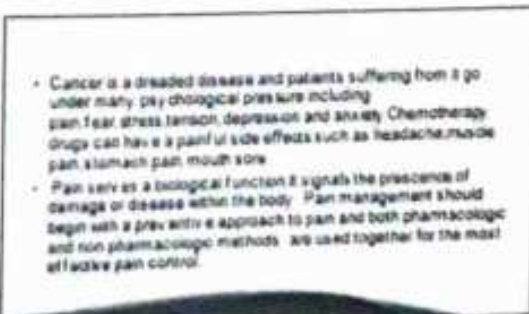 • Cancer is a dreaded disease and patients suffering from it go
under many psychological pressure including
pain,fear,stress,tension,depression and anxiety. Chemotherapy
drugs can have a painful side effects such as headache,muscle
pain,stomach pain,mouth sore
• Pain serves a biological function.it signals the prescence of
damage or disease within the body. Pain management should
begin with a preventive approach to pain and both pharmacologic
and non pharmacologic methods are used together for the most
effective pain control.